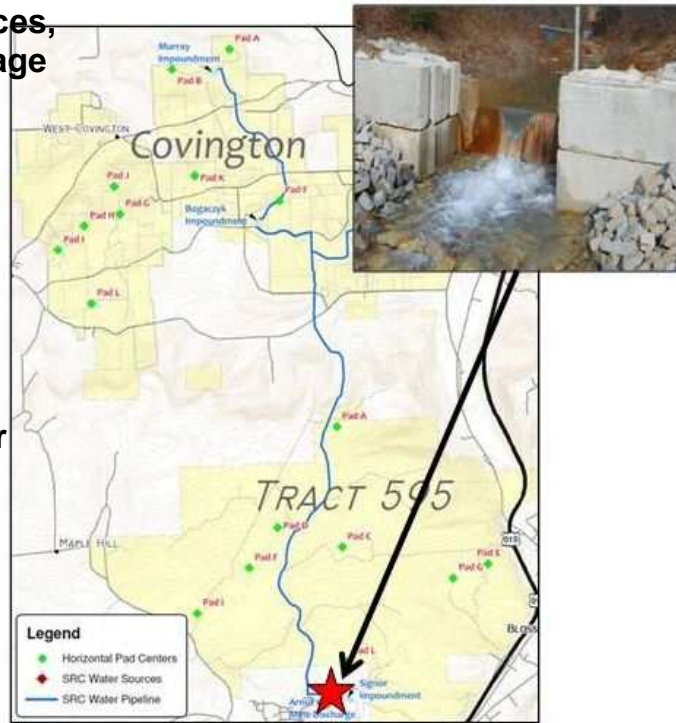 ces,
age
r
Pad A
Murray
Impoundment
Pad B
WEST COVINGTON
Covington
Pad K
Pad J
Pad F
Pad G
Pad H
Bogaczyk
Impoundment
Pad I
Pad L
Pad A
TRACT 595
Pad D
Pad C
MAPLE HILL
Pad F
Pad E
Pad G
Pad I
BLOSS
Signor
Impoundment
Mine Discharge
Legend
Horizontal Pad Centers
SRC Water Sources
SRC Water Pipeline